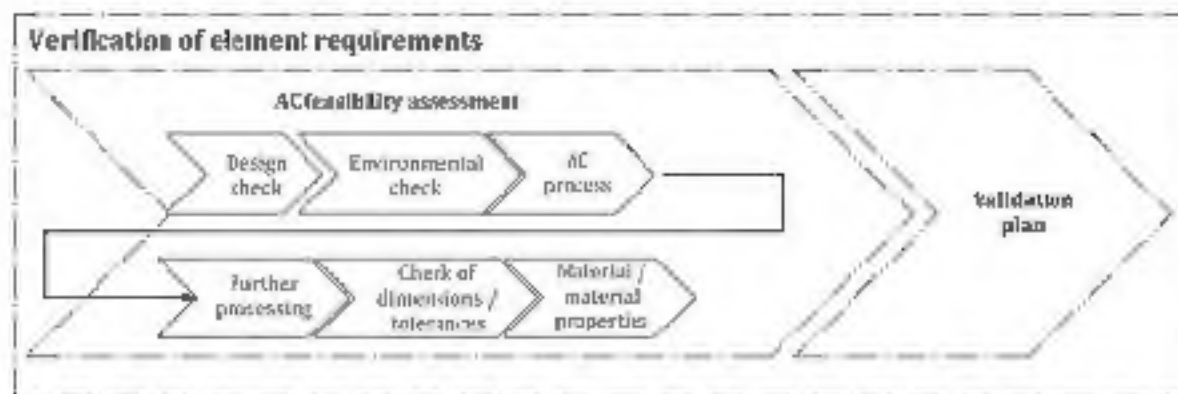 Verification of element requirements
AC feasibility assessment
Design
check
Environmental
check
AC
process
Further
processing
Check of
dimensions /
tolerances
Material /
material
properties
Validation
plan